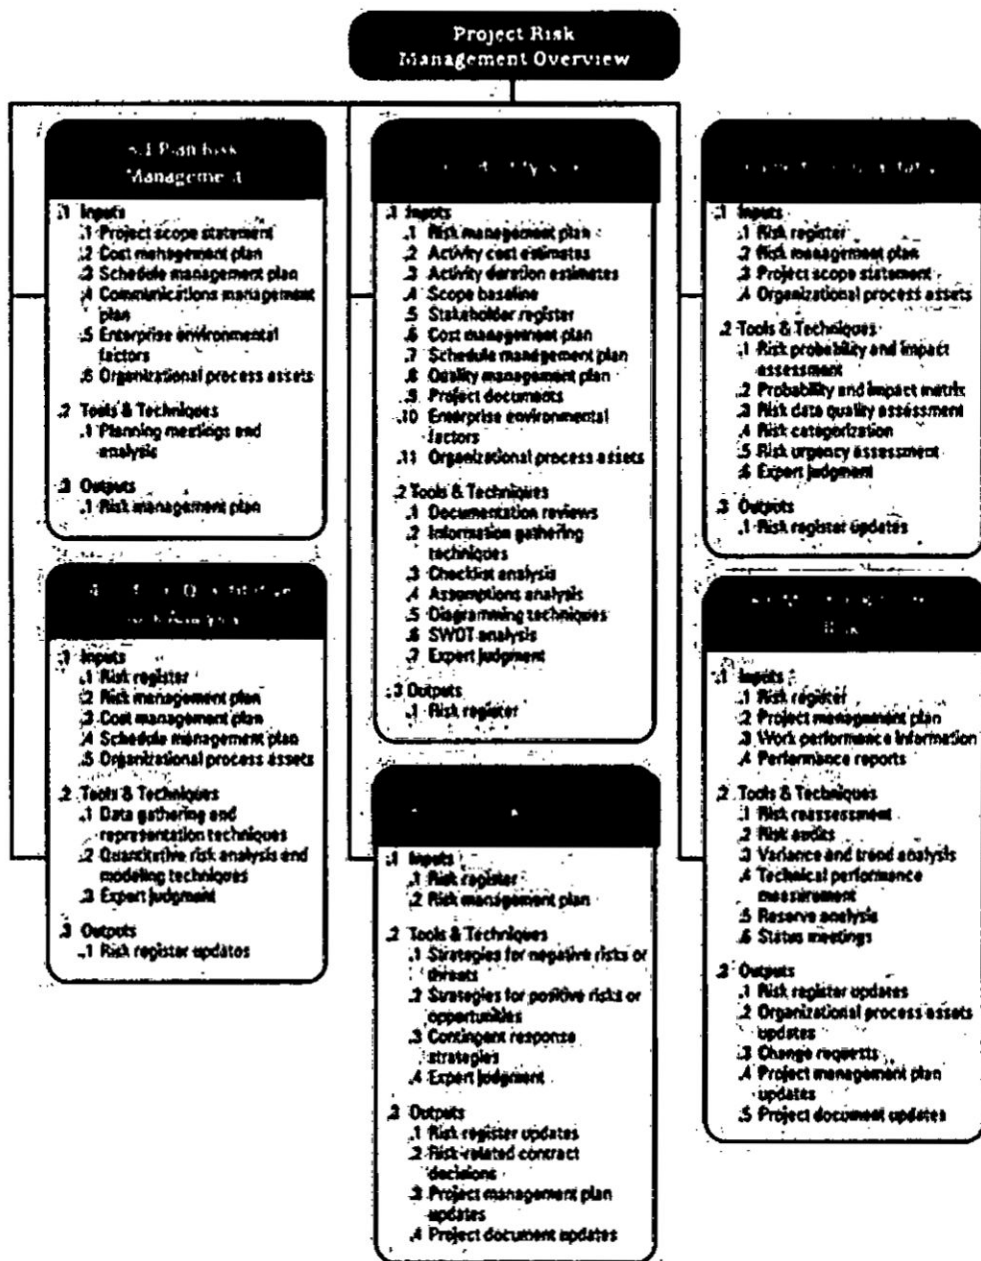 Project Risk
Management Overview
Plan Risk
Management
.1 Inputs
.1 Project scope statement
.2 Cost management plan
.3 Schedule management plan
.4 Communications management
plan
.5 Enterprise environmental
factors
.6 Organizational process assets
.2 Tools & Techniques
.1 Planning meetings and
analysis
.3 Outputs
.1 Risk management plan
.1 Inputs
.1 Risk management plan
.2 Activity cost estimates
.3 Activity duration estimates
.4 Scope baseline
.5 Stakeholder register
.6 Cost management plan
.7 Schedule management plan
.8 Quality management plan
.9 Project documents
.10 Enterprise environmental
factors
.11 Organizational process assets
.2 Tools & Techniques
.1 Documentation reviews
.2 Information gathering
techniques
.3 Checklist analysis
.4 Assumptions analysis
.5 Diagramming techniques
.6 SWOT analysis
.7 Expert judgment
.3 Outputs
.1 Risk register
.1 Inputs
.1 Risk register
.2 Risk management plan
.3 Project scope statement
.4 Organizational process assets
.2 Tools & Techniques
.1 Risk probability and impact
assessment
.2 Probability and impact matrix
.3 Risk data quality assessment
.4 Risk categorization
.5 Risk urgency assessment
.6 Expert judgment
.3 Outputs
.1 Risk register updates
Quantitative
.1 Inputs
.1 Risk register
.2 Risk management plan
.3 Cost management plan
.4 Schedule management plan
.5 Organizational process assets
.2 Tools & Techniques
.1 Data gathering and
representation techniques
.2 Quantitative risk analysis and
modeling techniques
.3 Expert judgment
.3 Outputs
.1 Risk register updates
.1 Inputs
.1 Risk register
.2 Risk management plan
.2 Tools & Techniques
.1 Strategies for negative risks or
threats
.2 Strategies for positive risks or
opportunities
.3 Contingent response
strategies
.4 Expert judgment
.3 Outputs
.1 Risk register updates
.2 Risk-related contract
decisions
.3 Project management plan
updates
.4 Project document updates
Risk
.1 Inputs
.1 Risk register
.2 Project management plan
.3 Work performance information
.4 Performance reports
.2 Tools & Techniques
.1 Risk reassessment
.2 Risk audits
.3 Variance and trend analysis
.4 Technical performance
measurement
.5 Reserve analysis
.6 Status meetings
.3 Outputs
.1 Risk register updates
.2 Organizational process assets
updates
.3 Change requests
.4 Project management plan
updates
.5 Project document updates